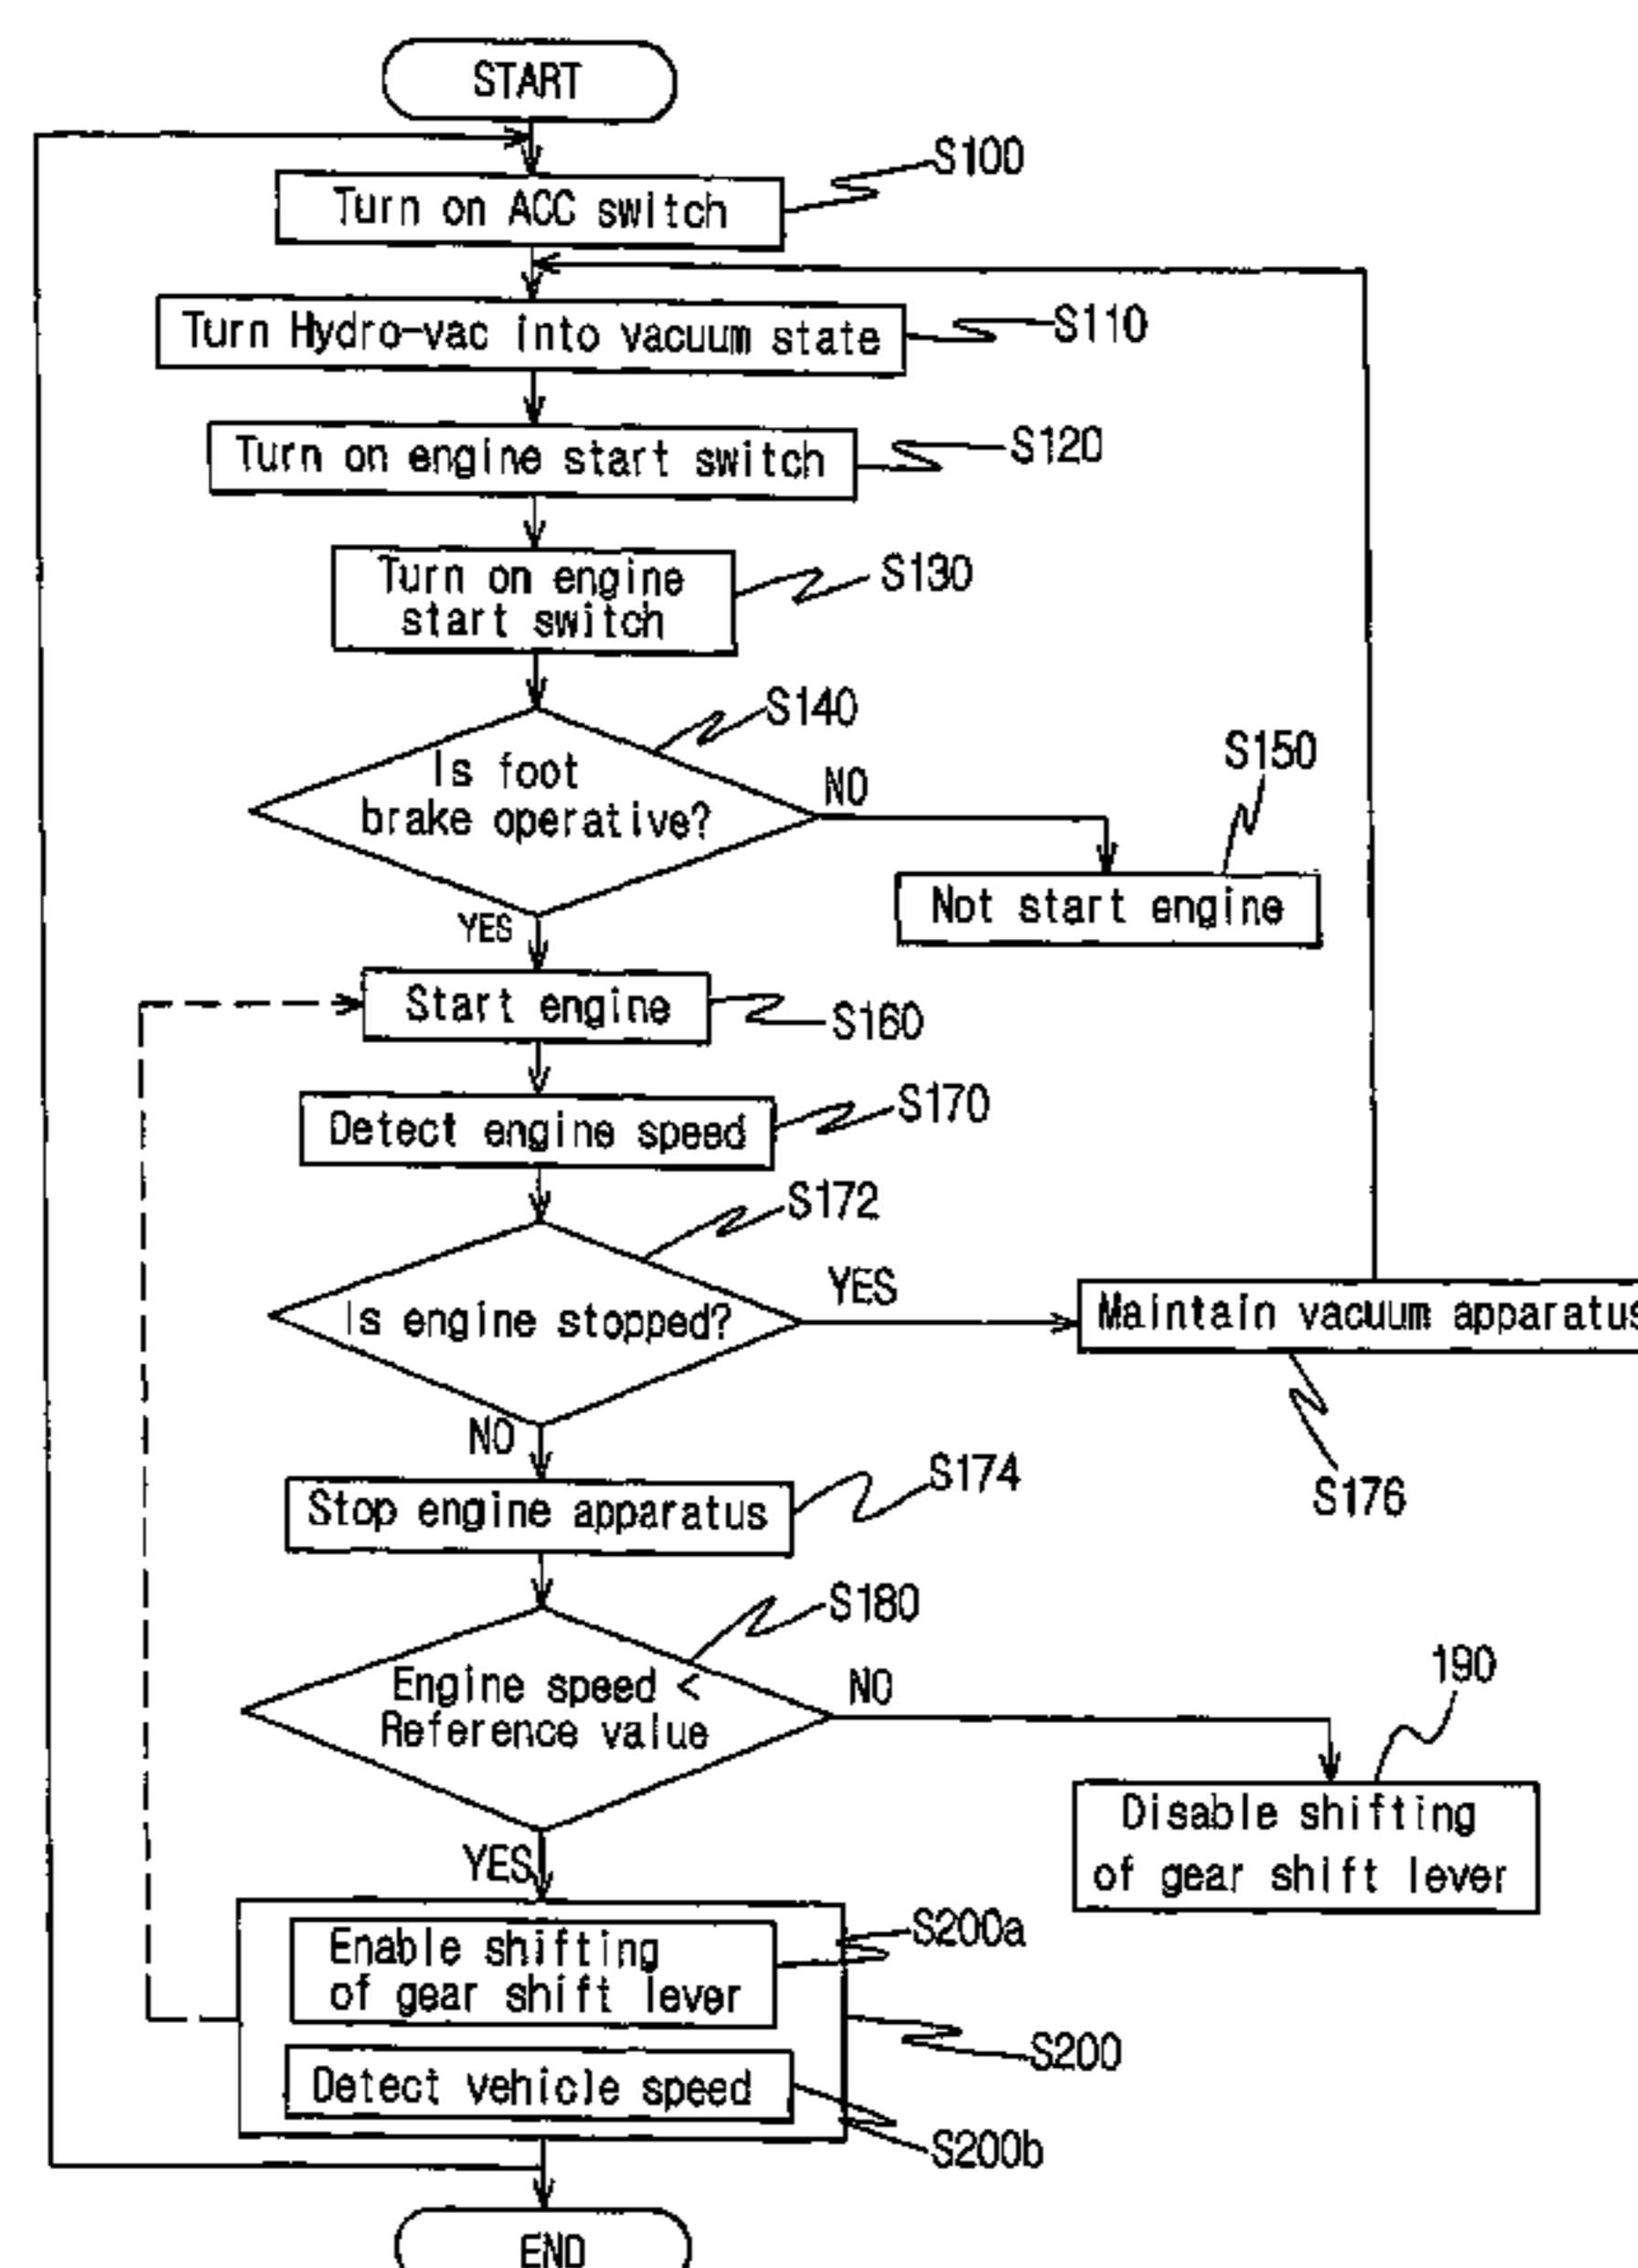 START
S100
Turn on ACC switch
Turn Hydro-vac into vacuum state
S110
Turn on engine start switch
S120
Turn on engine
start switch
S130
S140
Is foot
brake operative?
NO
S150
Not start engine
YES
Start engine
S160
Detect engine speed
S170
S172
Is engine stopped?
YES
Maintain vacuum apparatus
S176
NO
Stop engine apparatus
S174
S180
Engine speed <
Reference value
NO
190
Disable shifting
of gear shift lever
YES
Enable shifting
of gear shift lever
S200a
S200
Detect vehicle speed
S200b
END